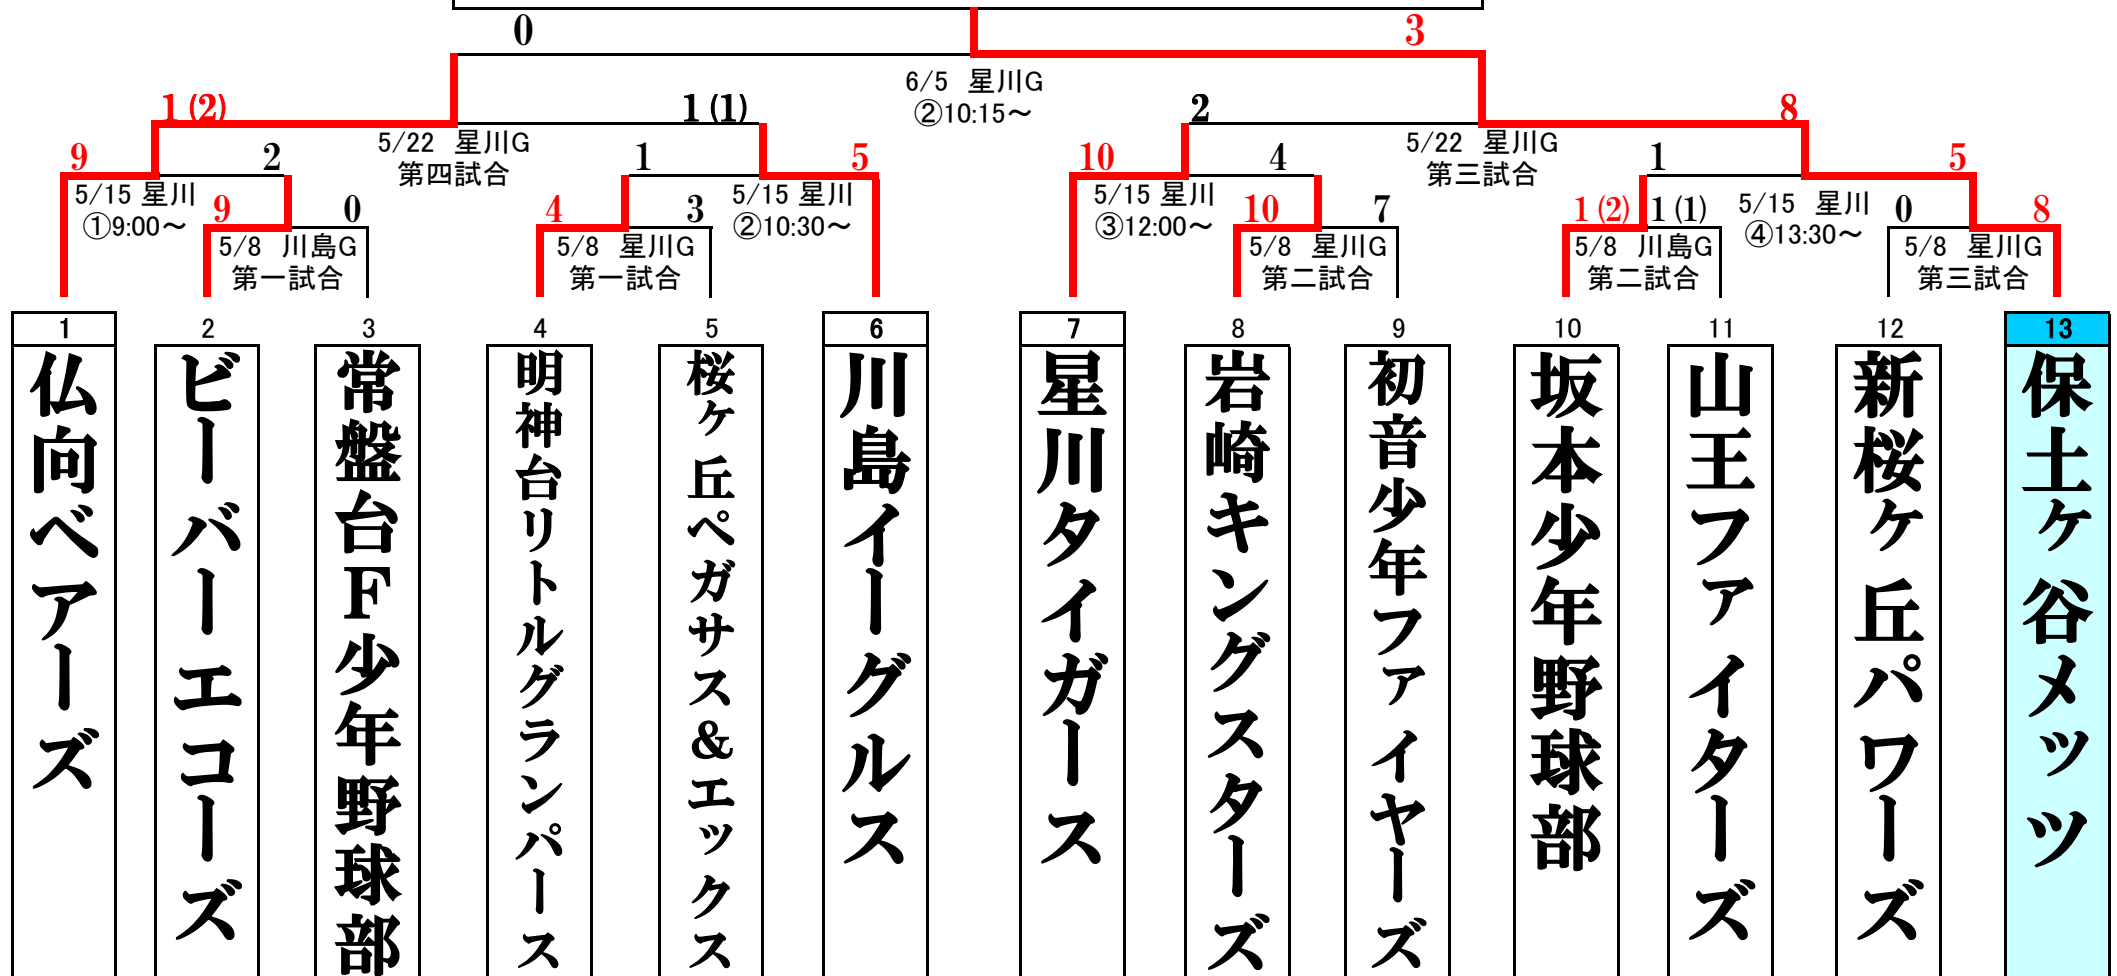 0 3
6/5 星川G
②10:15～
1 (2) 1 (1) 2 8
5/22 星川G
第四試合
5/22 星川G
第三試合
9 2 1 5 10 4 1 5
5/15 星川
①9:00～
5/15 星川
②10:30～
5/15 星川
③12:00～
5/15 星川
④13:30～
9 0 4 3 10 7 1 (2) 1 (1) 0 8
5/8 川島G
第一試合
5/8 星川G
第一試合
5/8 星川G
第二試合
5/8 川島G
第二試合
5/8 星川G
第三試合
1 2 3 4 5 6 7 8 9 10 11 12 13
仏向ベアーズ
ビーバーエコーズ
常盤台F少年野球部
明神台リトルグランパース
桜ヶ丘ペガサス&エックス
川島イーグルス
星川タイガース
岩崎キングスターズ
初音少年ファイヤーズ
坂本少年野球部
山王ファイターズ
新桜ケ丘パワーズ
保土ケ谷メッツ